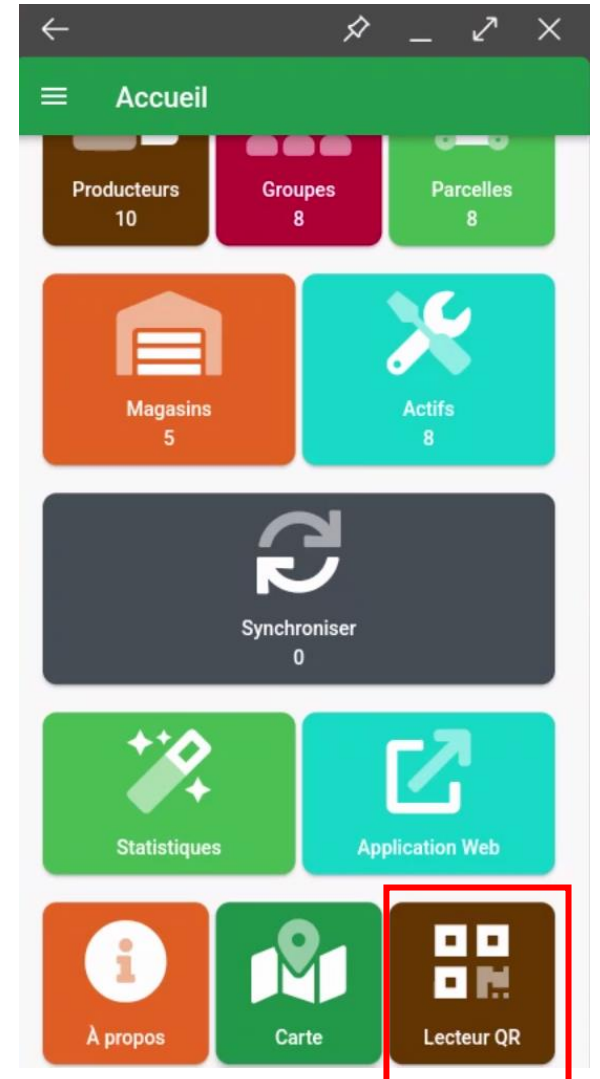 Accueil
Producteurs
10
Groupes
8
Parcelles
8
Magasins
5
Actifs
8
Synchroniser
0
Statistiques
Application Web
À propos
Carte
Lecteur QR